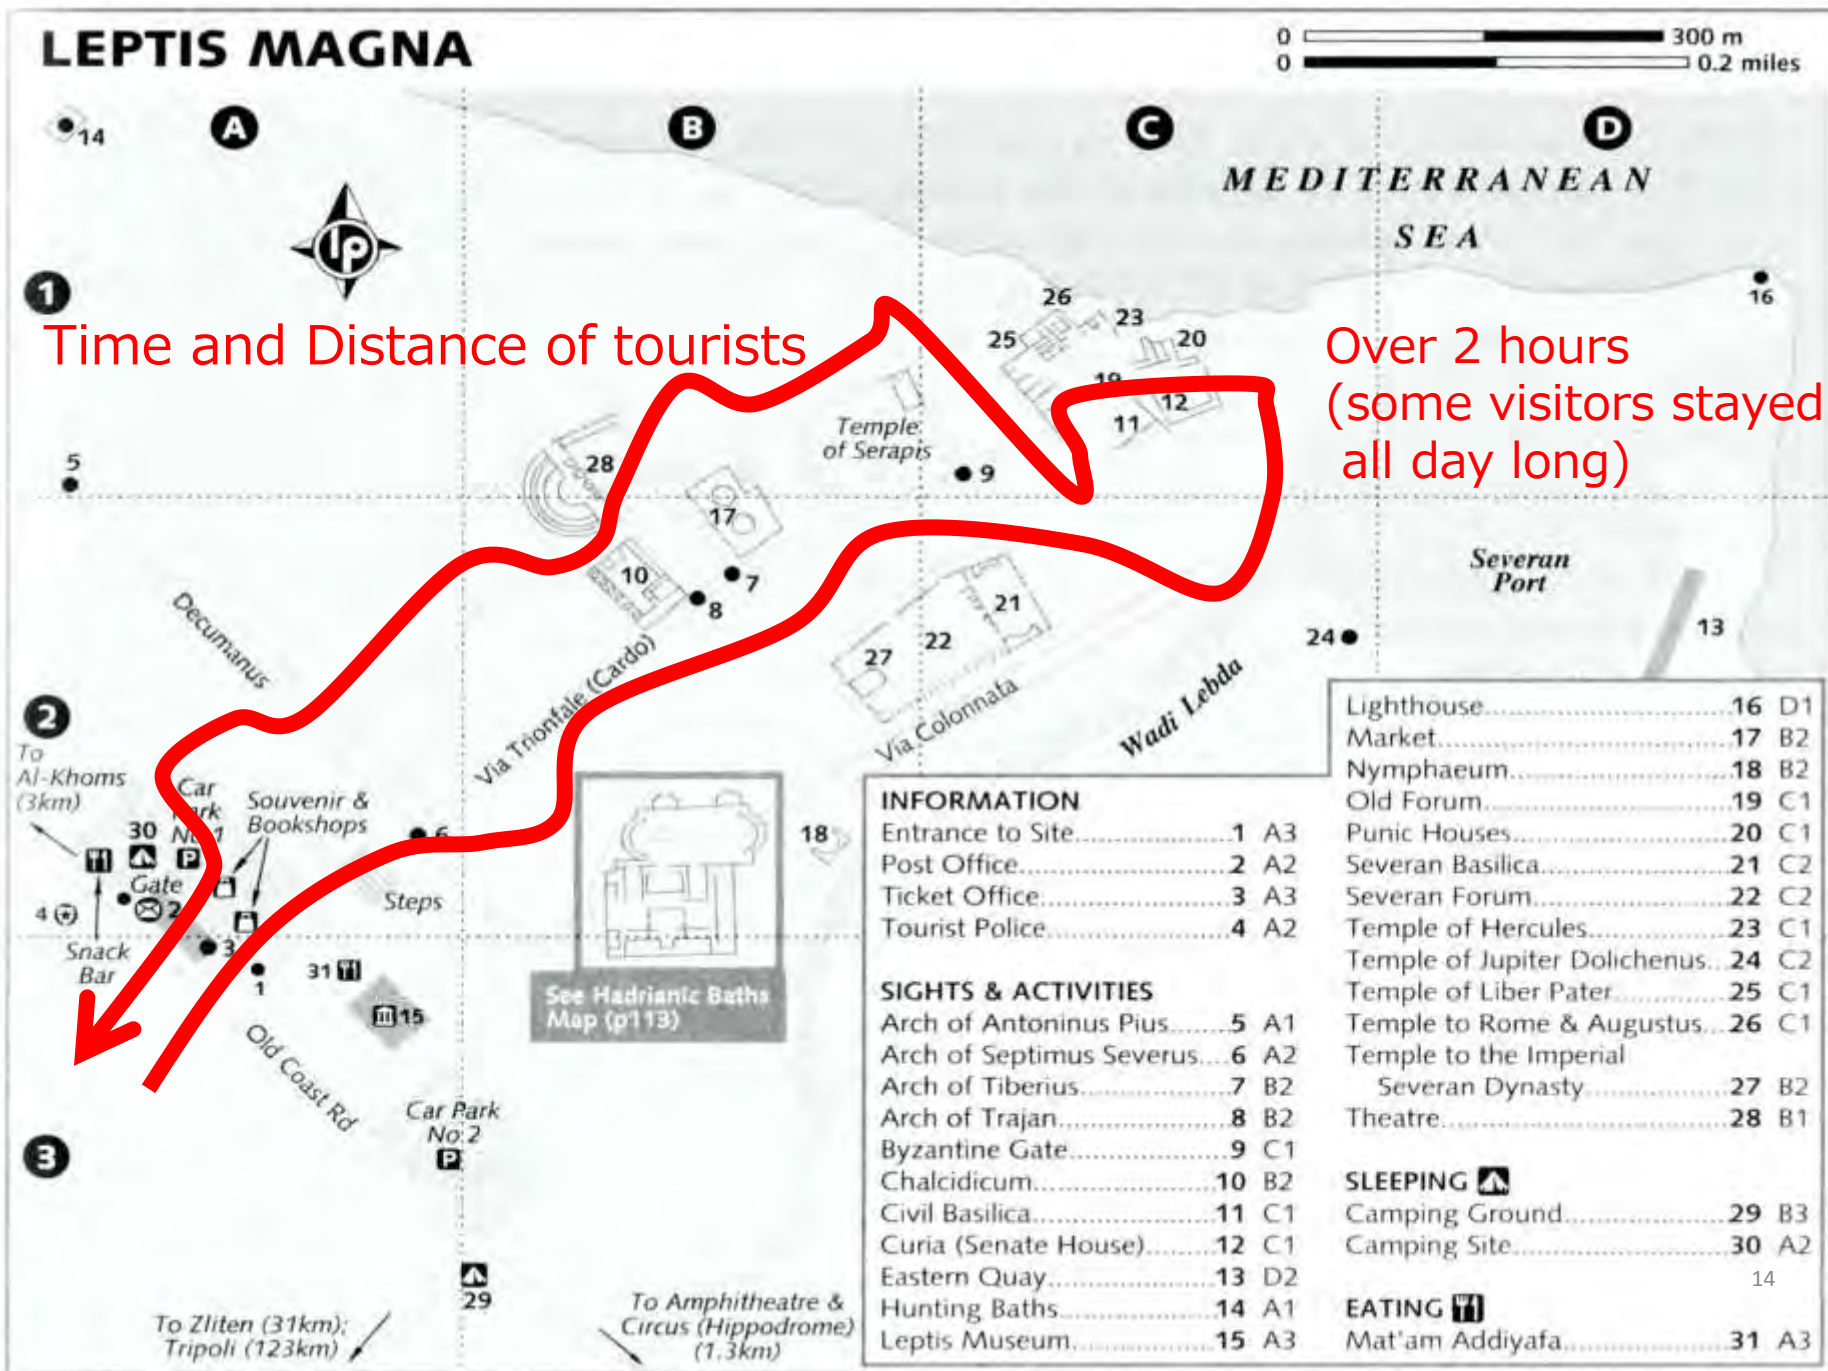 LEPTIS MAGNA
0 300 m
0 0.2 miles
A
B
C
D
14
MEDITERRANEAN
SEA
lp
1
16
26
23
25
20
Time and Distance of tourists
Over 2 hours
(some visitors stayed
all day long)
19
12
11
Temple
of Serapis
5
28
9
17
Severan
Port
10
7
8
21
Decumanus
13
22
24
27
Via Trionfale (Cardo)
Wadi Lebda
Via Colonnata
2
To
Al-Khoms
(3km)
Car
Park
No 1
Souvenir &
Bookshops
30
P
6
18
Gate
2
4
Steps
Snack
Bar
3
1
31
15
See Hadrianic Baths
Map (p113)
Old Coast Rd
Car Park
No 2
P
3
29
To Zliten (31km);
Tripoli (123km)
To Amphitheatre &
Circus (Hippodrome)
(1.3km)
INFORMATION
Entrance to Site 1 A3
Post Office 2 A2
Ticket Office 3 A3
Tourist Police 4 A2
SIGHTS & ACTIVITIES
Arch of Antoninus Pius 5 A1
Arch of Septimus Severus 6 A2
Arch of Tiberius 7 B2
Arch of Trajan 8 B2
Byzantine Gate 9 C1
Chalcidicum 10 B2
Civil Basilica 11 C1
Curia (Senate House) 12 C1
Eastern Quay 13 D2
Hunting Baths 14 A1
Leptis Museum 15 A3
Lighthouse 16 D1
Market 17 B2
Nymphaeum 18 B2
Old Forum 19 C1
Punic Houses 20 C1
Severan Basilica 21 C2
Severan Forum 22 C2
Temple of Hercules 23 C1
Temple of Jupiter Dolichenus 24 C2
Temple of Liber Pater 25 C1
Temple to Rome & Augustus 26 C1
Temple to the Imperial
Severan Dynasty 27 B2
Theatre 28 B1
SLEEPING
Camping Ground 29 B3
Camping Site 30 A2
14
EATING
Mat'am Addiyafa 31 A3